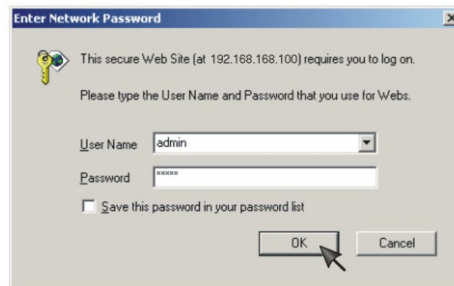 Enter Network Password
This secure Web Site (at 192.168.168.100) requires you to log on.
Please type the User Name and Password that you use for Webs.
User Name admin
Password *****
Save this password in your password list
OK Cancel